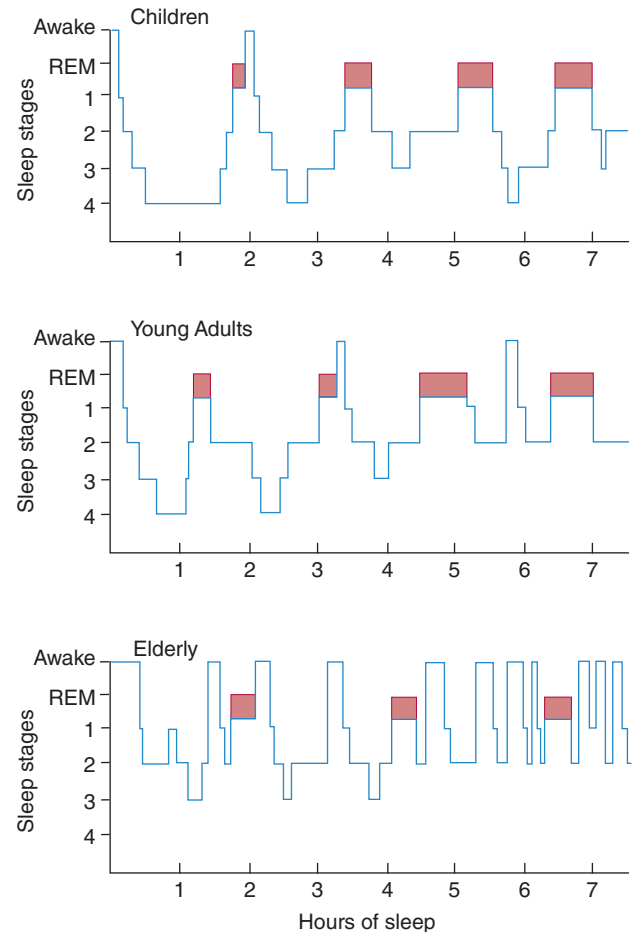 Children
Awake
REM
1
2
3
4
Sleep stages
1 2 3 4 5 6 7
Young Adults
Awake
REM
1
2
3
4
Sleep stages
1 2 3 4 5 6 7
Elderly
Awake
REM
1
2
3
4
Sleep stages
1 2 3 4 5 6 7
Hours of sleep